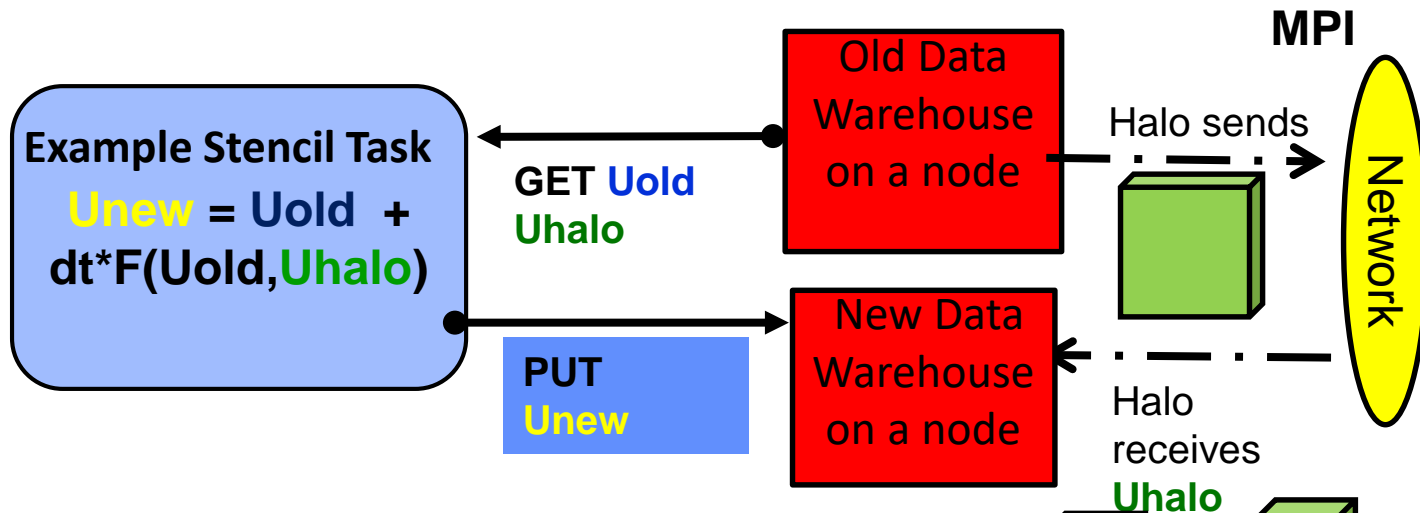 MPI
Old Data
Warehouse
on a node
Halo sends
Example Stencil Task
Unew = Uold +
dt*F(Uold,Uhalo)
GET Uold
Uhalo
Network
New Data
Warehouse
on a node
PUT
Unew
Halo
receives
Uhalo